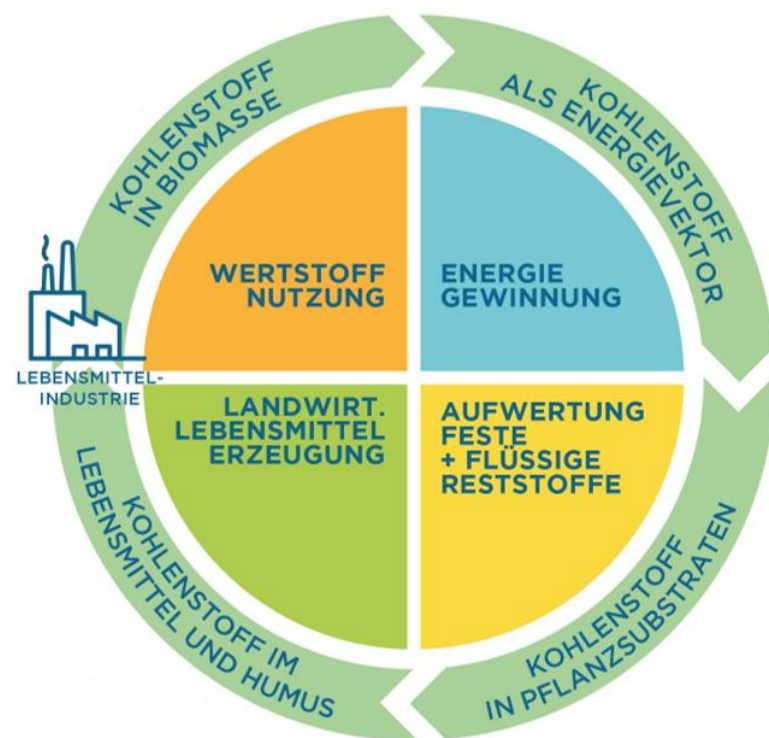 KOHLENSTOFF
IN BIOMASSE
KOHLENSTOFF
ALS ENERGIEVEKTOR
WERTSTOFF
NUTZUNG
ENERGIE
GEWINNUNG
LEBENSMITTEL-
INDUSTRIE
LANDWIRT.
LEBENSMITTEL
ERZEUGUNG
AUFWERTUNG
FESTE
+ FLÜSSIGE
RESTSTOFFE
KOHLENSTOFF IM
LEBENSMITTEL UND HUMUS
KOHLENSTOFF
IN PFLANZSUBSTRATEN